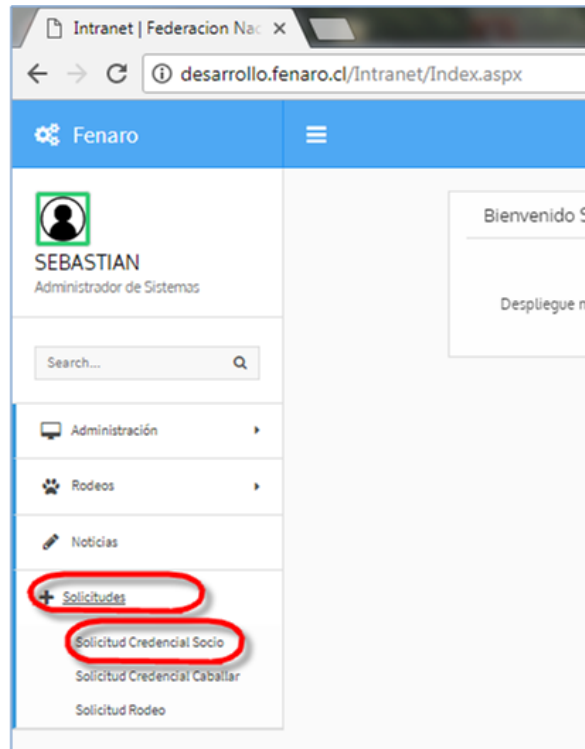 Intranet | Federacion Nac
desarrollo.fenaro.cl/Intranet/Index.aspx
Fenaro
SEBASTIAN
Administrador de Sistemas
Bienvenido S
Despliegue m
Search...
Administración
Rodeos
Noticias
Solicitudes
Solicitud Credencial Socio
Solicitud Credencial Caballar
Solicitud Rodeo